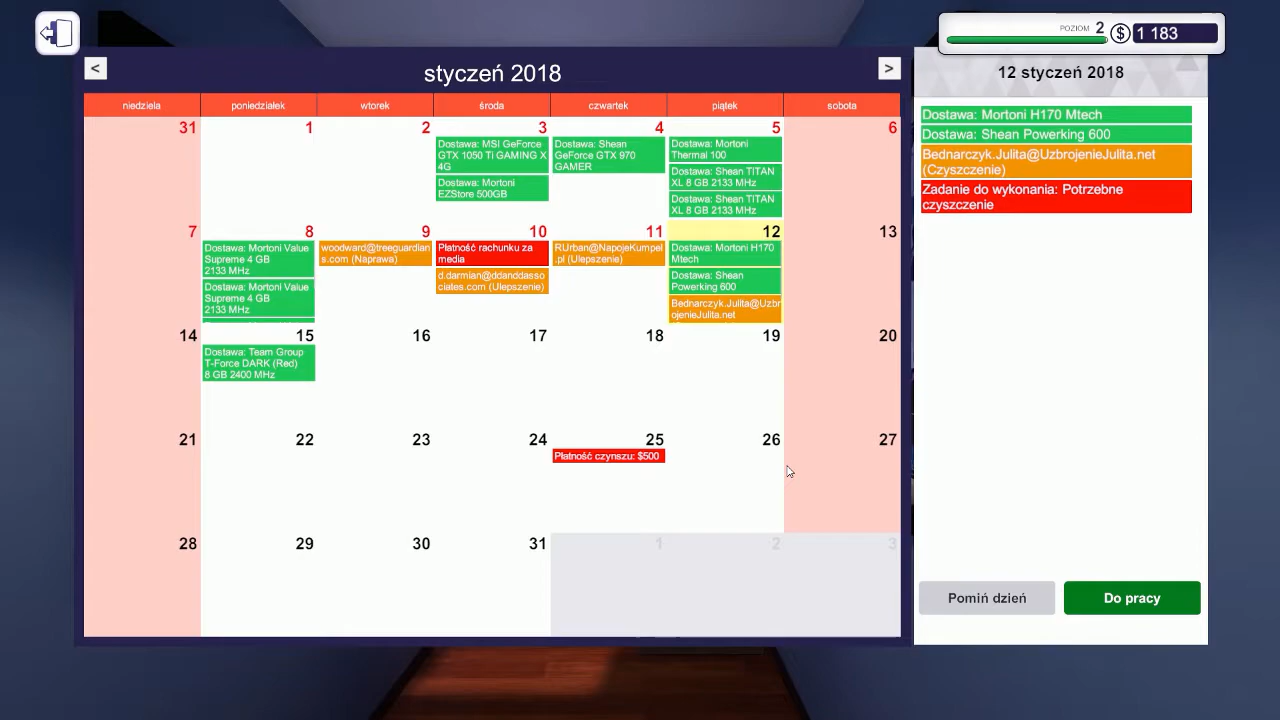 POZIOM 2 $ 1 183
< styczeń 2018 >
niedziela poniedziałek wtorek środa czwartek piątek sobota
31 1 2 3 4 5 6
Dostawa: MSI GeForce
GTX 1050 Ti GAMING X
4G
Dostawa: Mortoni
EZStore 500GB
Dostawa: Shean
GeForce GTX 970
GAMER
Dostawa: Mortoni
Thermal 100
Dostawa: Shean TITAN
XL 8 GB 2133 MHz
Dostawa: Shean TITAN
XL 8 GB 2133 MHz
7 8 9 10 11 12 13
Dostawa: Mortoni Value
Supreme 4 GB
2133 MHz
Dostawa: Mortoni Value
Supreme 4 GB
2133 MHz
woodward@treeguardian
s.com (Naprawa)
Płatność rachunku za
media
d.darmian@ddanddasso
ciates.com (Ulepszenie)
RUrban@NapojeKumpel
.pl (Ulepszenie)
Dostawa: Mortoni H170
Mtech
Dostawa: Shean
Powerking 600
Bednarczyk.Julita@Uzbr
ojenieJulita.net
14 15 16 17 18 19 20
Dostawa: Team Group
T-Force DARK (Red)
8 GB 2400 MHz
21 22 23 24 25 26 27
Płatność czynszu: $500
28 29 30 31 1 2 3
12 styczeń 2018
Dostawa: Mortoni H170 Mtech
Dostawa: Shean Powerking 600
Bednarczyk.Julita@UzbrojenieJulita.net
(Czyszczenie)
Zadanie do wykonania: Potrzebne
czyszczenie
Pomiń dzień Do pracy